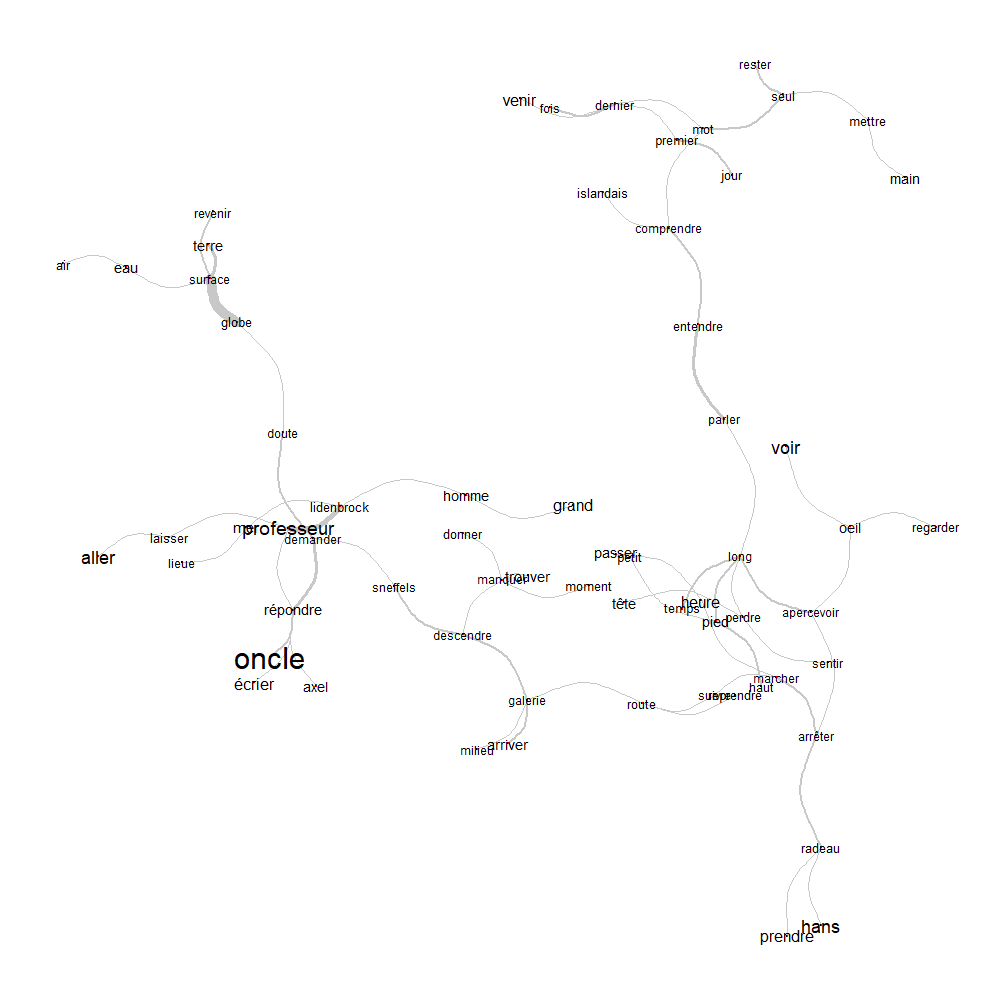 rester
seul
venir
fois
dernier
mettre
mot
premier
jour
main
islandais
revenir
comprendre
terre
air
eau
surface
globe
entendre
parler
doute
voir
homme
grand
lidenbrock
mer
professeur
oeil
regarder
laisser
demander
donner
aller
lieue
passer
petit
long
manquer
trouver
moment
sneffels
tête
heure
temps
répondre
pied
perdre
apercevoir
descendre
oncle
sentir
écrier
axel
marcher
haut
galerie
route
suivre
reprendre
arrêter
milieu
arriver
radeau
hans
prendre